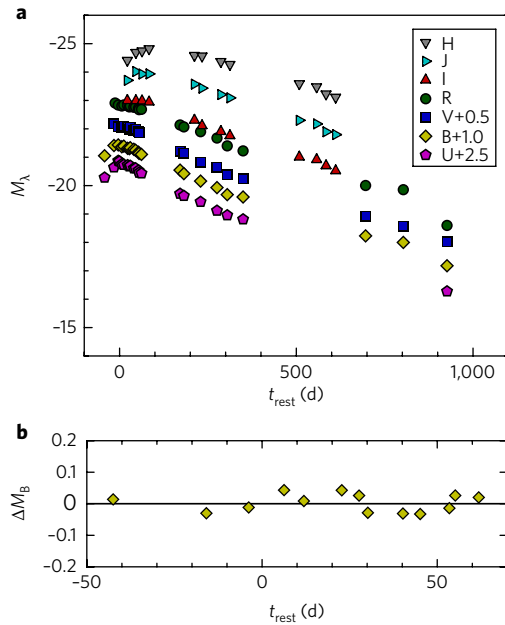 a
-25
-20
-15
M_λ
H
J
I
R
V+0.5
B+1.0
U+2.5
0
500
1,000
t_rest (d)
b
0.2
0.1
0
-0.1
-0.2
ΔM_B
-50
0
50
t_rest (d)